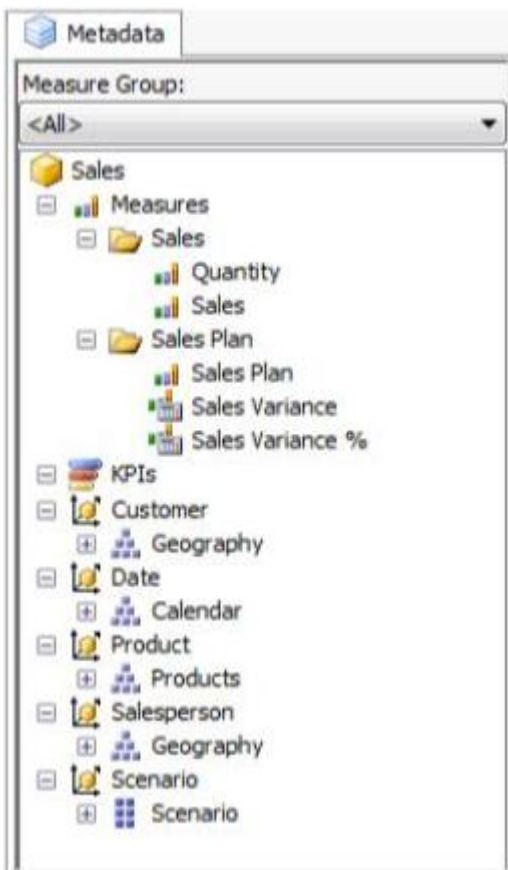 Metadata
Measure Group:
<All>
Sales
Measures
Sales
Quantity
Sales
Sales Plan
Sales Plan
Sales Variance
Sales Variance %
KPIs
Customer
Geography
Date
Calendar
Product
Products
Salesperson
Geography
Scenario
Scenario